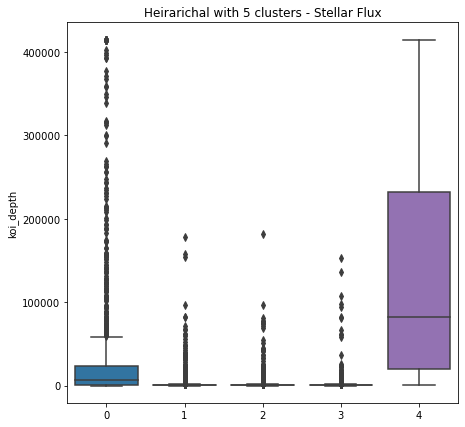 Heirarichal with 5 clusters - Stellar Flux
koi_depth
400000
300000
200000
100000
0
0 1 2 3 4